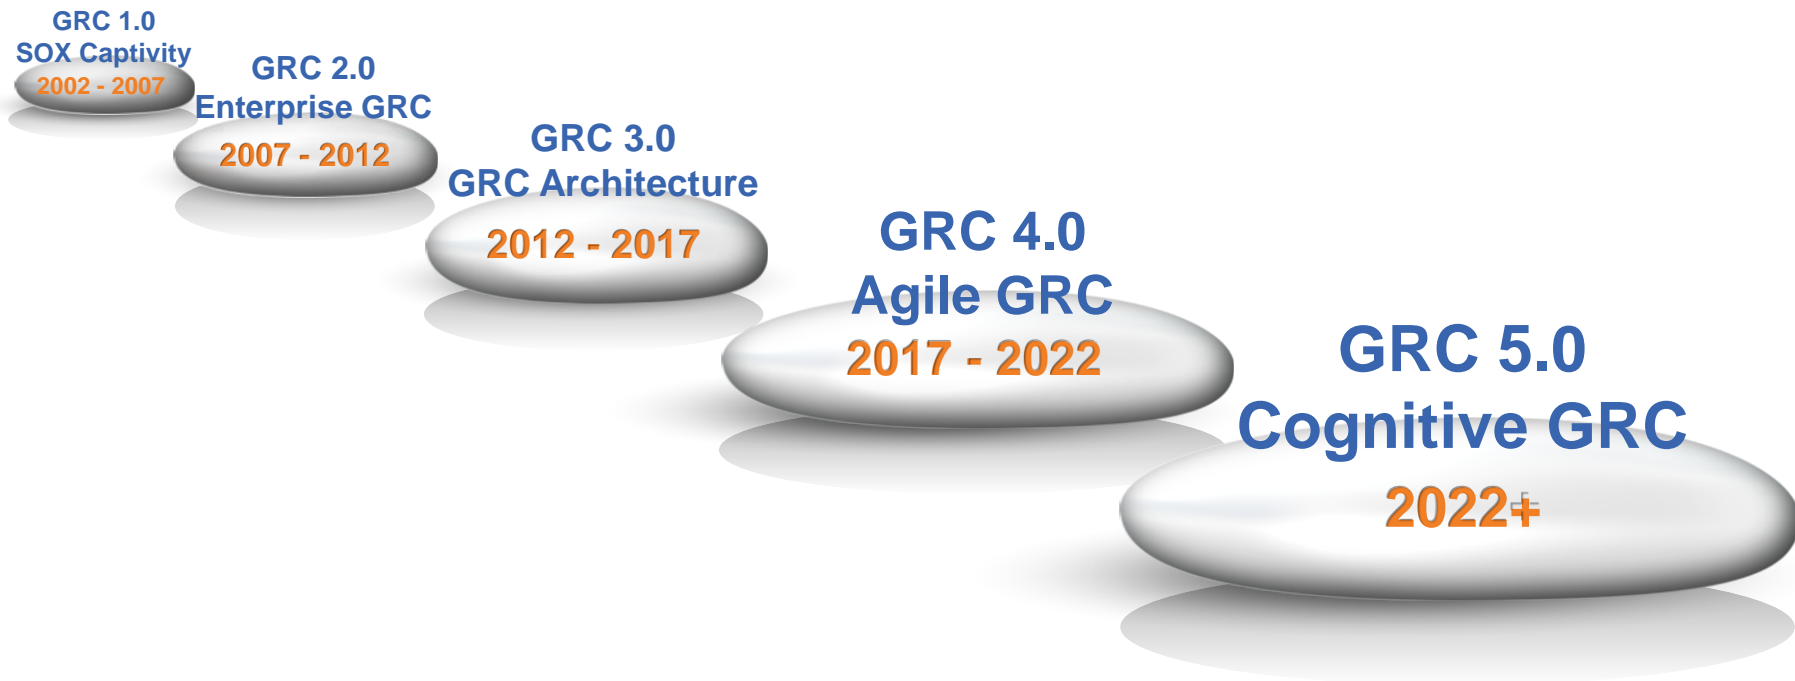 GRC 1.0
SOX Captivity
2002 - 2007
GRC 2.0
Enterprise GRC
2007 - 2012
GRC 3.0
GRC Architecture
2012 - 2017
GRC 4.0
Agile GRC
2017 - 2022
GRC 5.0
Cognitive GRC
2022+